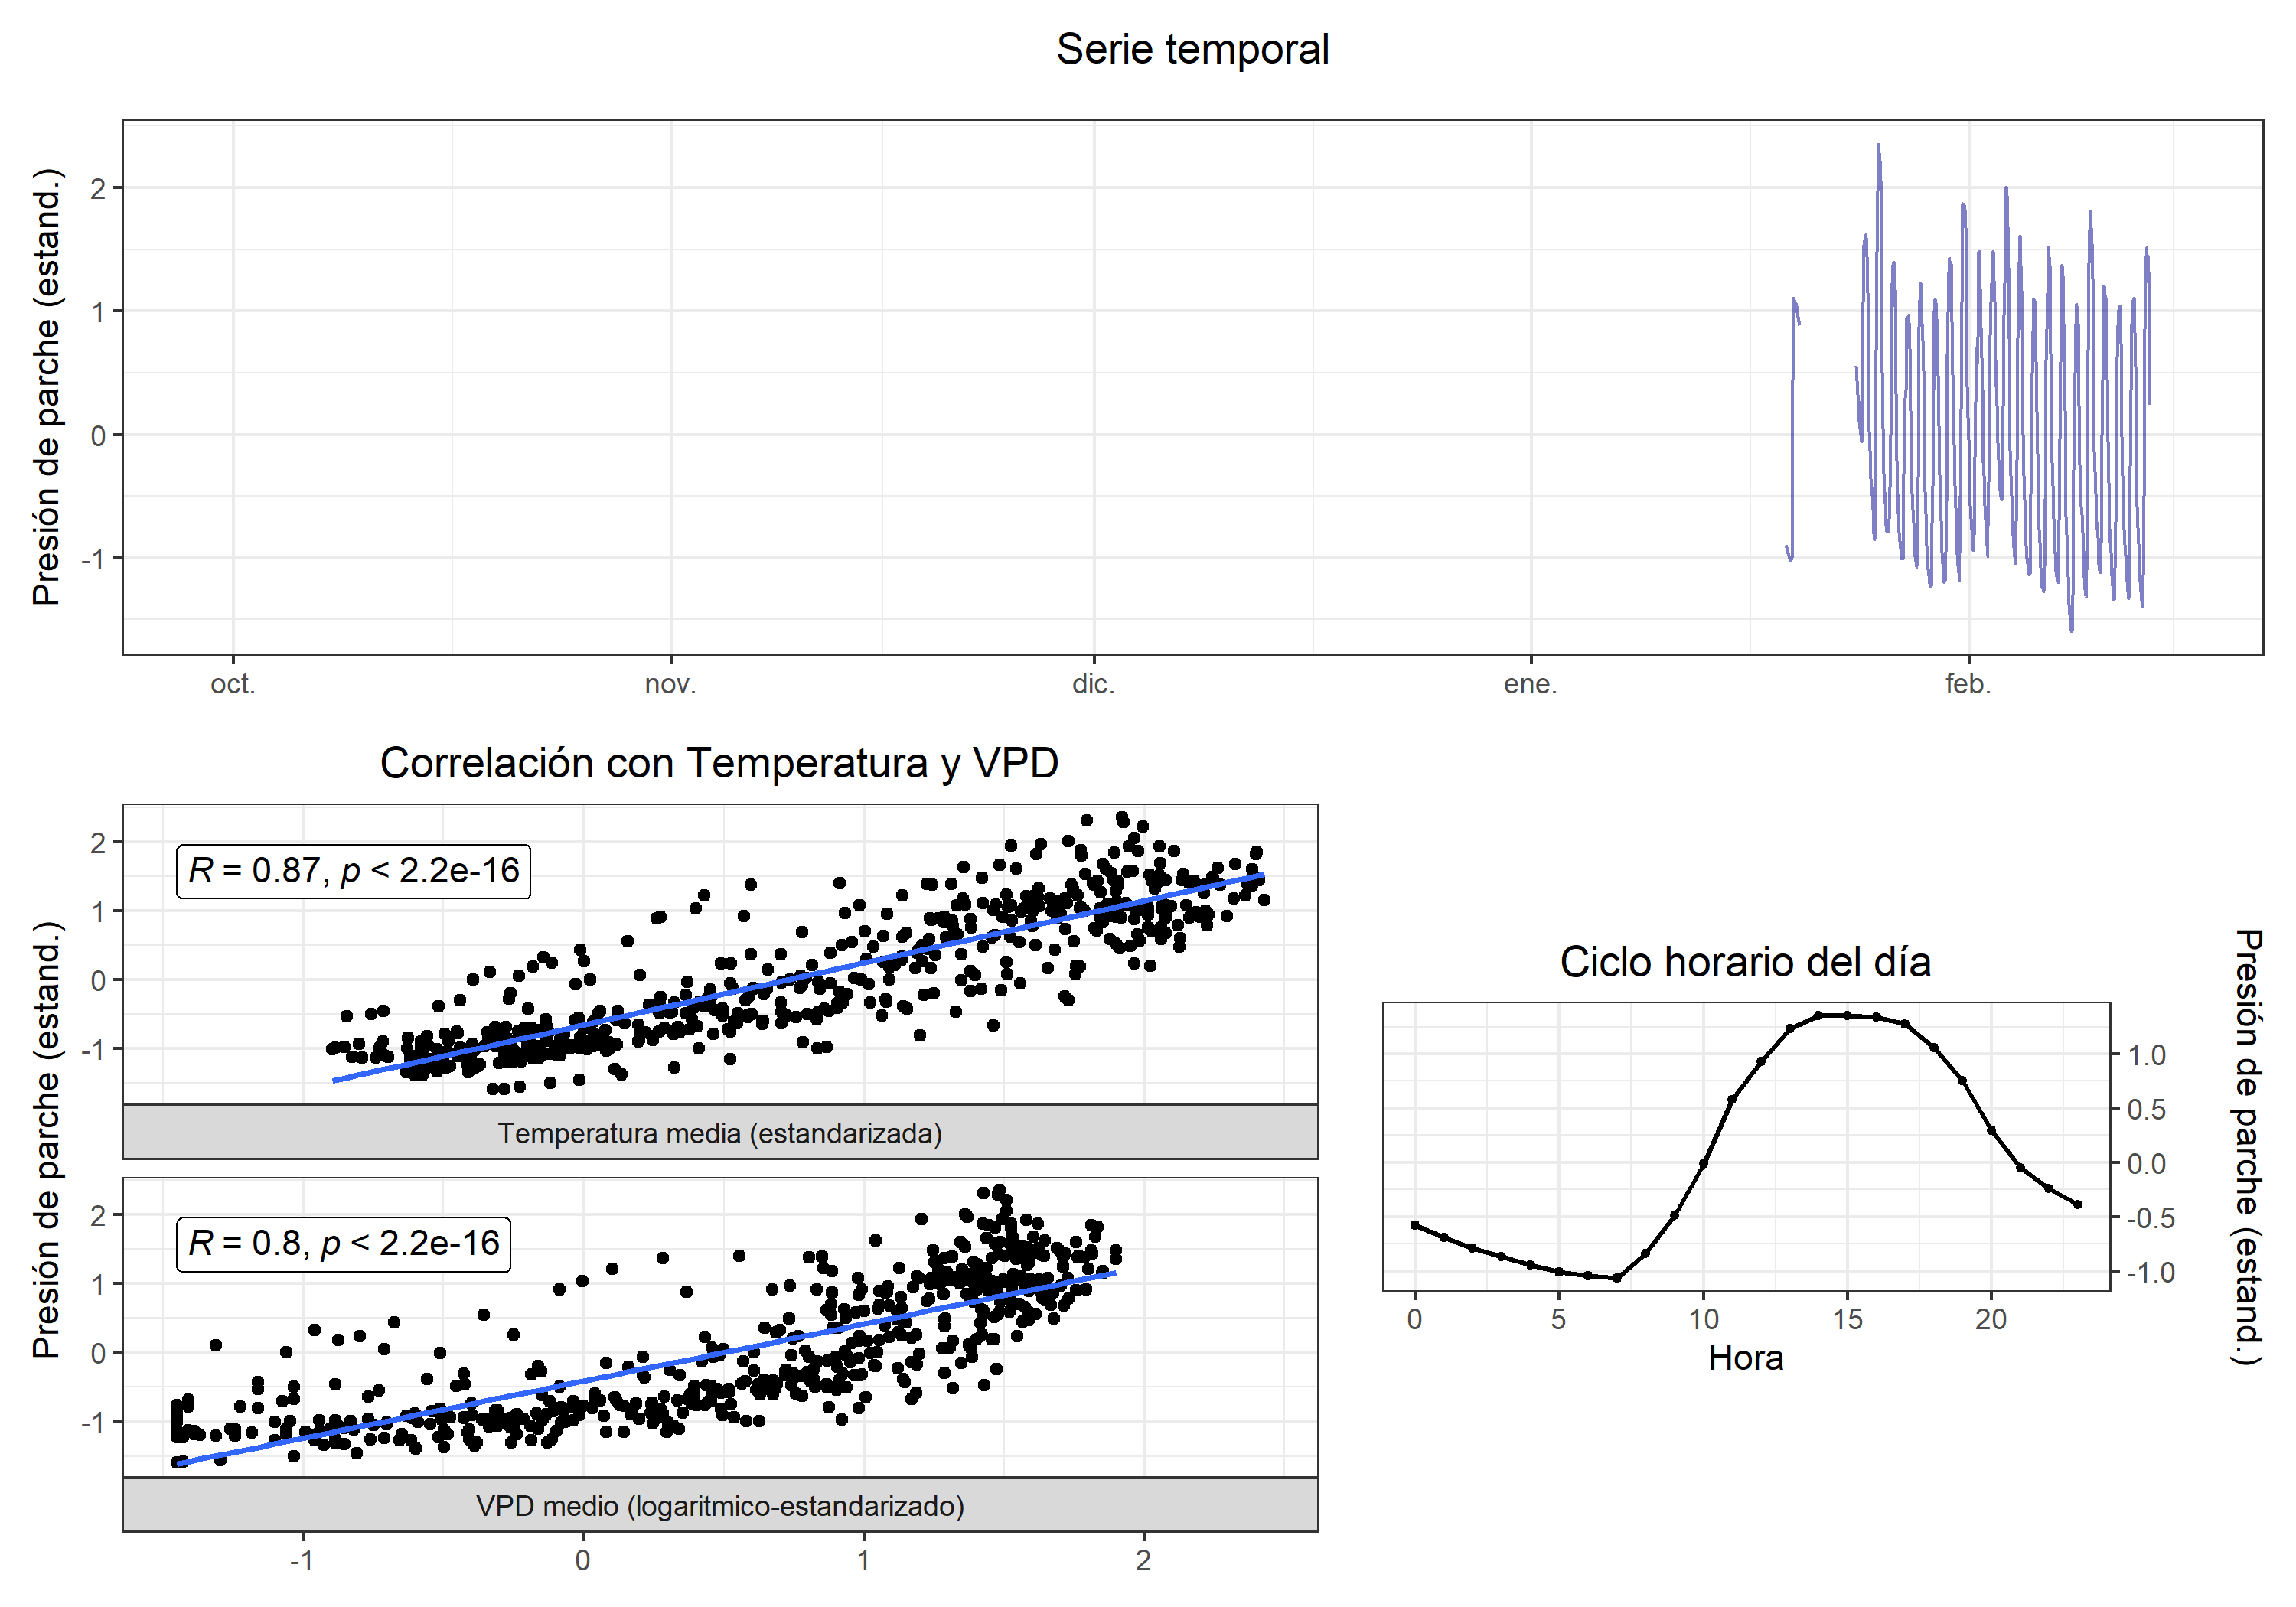 Serie temporal
Presión de parche (estand.)
2
1
0
-1
oct.
nov.
dic.
ene.
feb.
Correlación con Temperatura y VPD
Presión de parche (estand.)
2
1
0
-1
R = 0.87, p < 2.2e-16
Temperatura media (estandarizada)
2
1
0
-1
R = 0.8, p < 2.2e-16
VPD medio (logaritmico-estandarizado)
-1
0
1
2
Ciclo horario del día
1.0
0.5
0.0
-0.5
-1.0
Presión de parche (estand.)
0
5
10
15
20
Hora